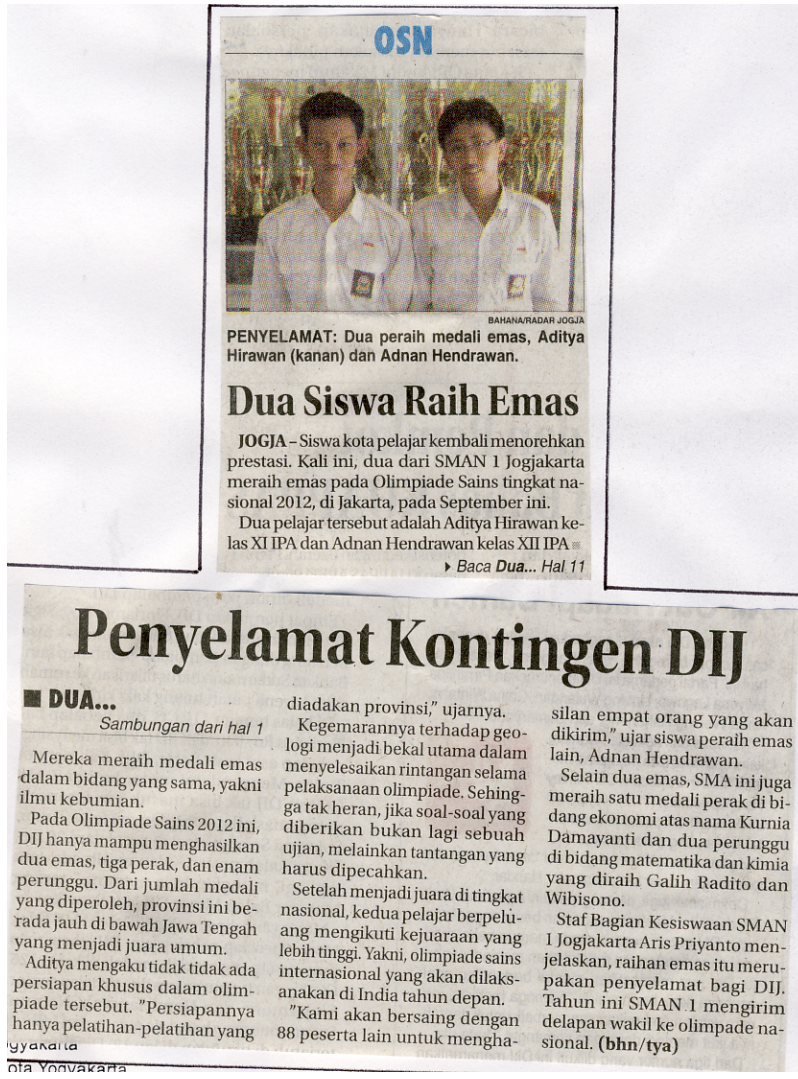 OSN
BAHANA/RADAR JOGJA
PENYELAMAT: Dua peraih medali emas, Aditya
Hirawan (kanan) dan Adnan Hendrawan.
Dua Siswa Raih Emas
JOGJA – Siswa kota pelajar kembali menorehkan
prestasi. Kali ini, dua dari SMAN 1 Jogjakarta
meraih emas pada Olimpiade Sains tingkat na-
sional 2012, di Jakarta, pada September ini.
Dua pelajar tersebut adalah Aditya Hirawan ke-
las XI IPA dan Adnan Hendrawan kelas XII IPA
Baca Dua... Hal 11
Penyelamat Kontingen DIJ
DUA...
Sambungan dari hal 1
Mereka meraih medali emas
dalam bidang yang sama, yakni
ilmu kebumian.
Pada Olimpiade Sains 2012 ini,
DIJ hanya mampu menghasilkan
dua emas, tiga perak, dan enam
perunggu. Dari jumlah medali
yang diperoleh, provinsi ini be-
rada jauh di bawah Jawa Tengah
yang menjadi juara umum.
Aditya mengaku tidak tidak ada
persiapan khusus dalam olim-
piade tersebut. "Persiapannya
hanya pelatihan-pelatihan yang
diadakan provinsi," ujarnya.
Kegemarannya terhadap geo-
logi menjadi bekal utama dalam
menyelesaikan rintangan selama
pelaksanaan olimpiade. Sehing-
ga tak heran, jika soal-soal yang
diberikan bukan lagi sebuah
ujian, melainkan tantangan yang
harus dipecahkan.
Setelah menjadi juara di tingkat
nasional, kedua pelajar berpelu-
ang mengikuti kejuaraan yang
lebih tinggi. Yakni, olimpiade sains
internasional yang akan dilaks-
anakan di India tahun depan.
"Kami akan bersaing dengan
88 peserta lain untuk mengha-
silan empat orang yang akan
dikirim," ujar siswa peraih emas
lain, Adnan Hendrawan.
Selain dua emas, SMA ini juga
meraih satu medali perak di bi-
dang ekonomi atas nama Kurnia
Damayanti dan dua perunggu
di bidang matematika dan kimia
yang diraih Galih Radito dan
Wibisono.
Staf Bagian Kesiswaan SMAN
1 Jogjakarta Aris Priyanto men-
jelaskan, raihan emas itu meru-
pakan penyelamat bagi DIJ.
Tahun ini SMAN 1 mengirim
delapan wakil ke olimpade na-
sional. (bhn/tya)
ota Yogyakarta